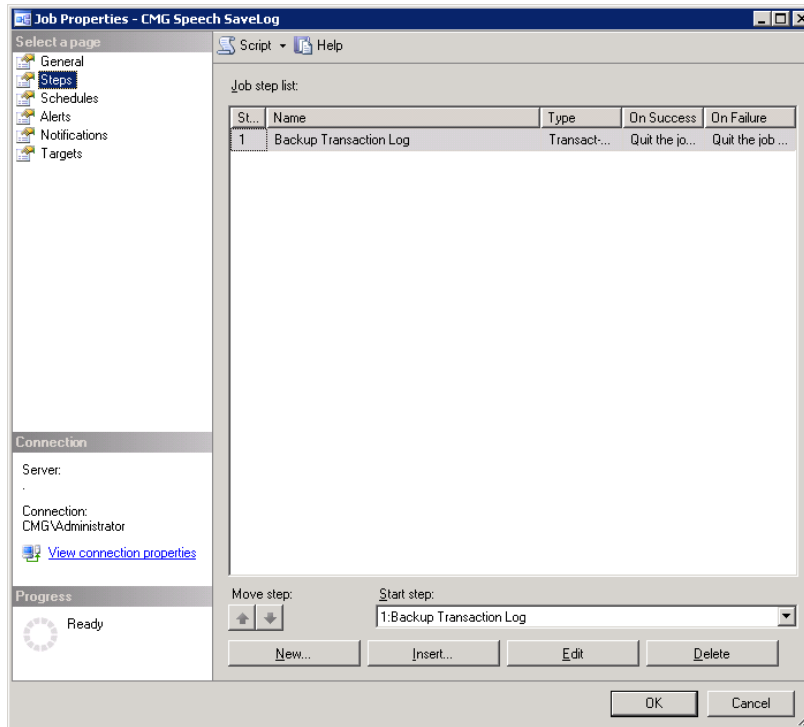 Job Properties - CMG Speech SaveLog
Select a page
General
Steps
Schedules
Alerts
Notifications
Targets
Script Help
Job step list:
St... Name Type On Success On Failure
1 Backup Transaction Log Transact-... Quit the jo... Quit the job ...
Connection
Server:
.
Connection:
CMG\Administrator
View connection properties
Progress
Ready
Move step: Start step:
1:Backup Transaction Log
New... Insert... Edit Delete
OK Cancel